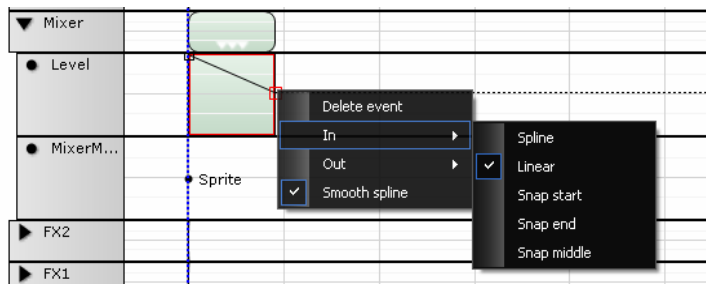 Mixer
Level
MixerM...
Sprite
FX2
FX1
Delete event
In
Out
Smooth spline
Spline
Linear
Snap start
Snap end
Snap middle